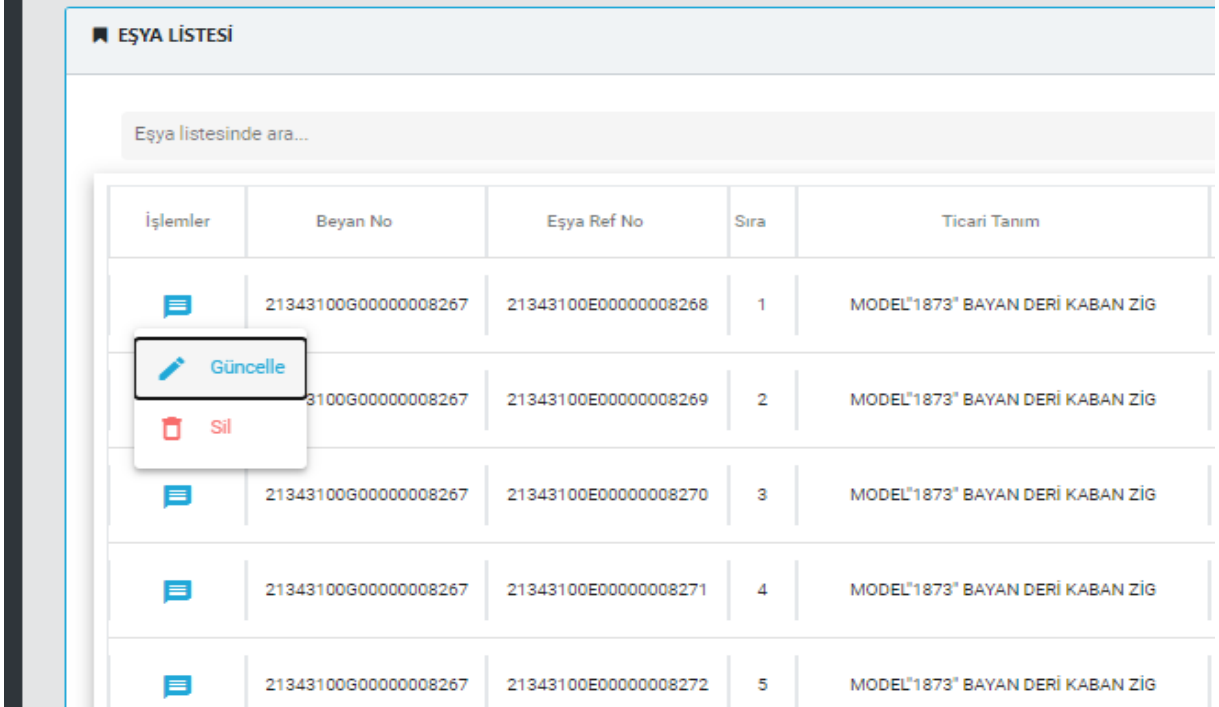 EŞYA LİSTESİ
Eşya listesinde ara...
İşlemler Beyan No Eşya Ref No Sıra Ticari Tanım
21343100G00000008267 21343100E00000008268 1 MODEL"1873" BAYAN DERİ KABAN ZİG
Güncelle
3100G00000008267 21343100E00000008269 2 MODEL"1873" BAYAN DERİ KABAN ZİG
Sil
21343100G00000008267 21343100E00000008270 3 MODEL"1873" BAYAN DERİ KABAN ZİG
21343100G00000008267 21343100E00000008271 4 MODEL"1873" BAYAN DERİ KABAN ZİG
21343100G00000008267 21343100E00000008272 5 MODEL"1873" BAYAN DERİ KABAN ZİG